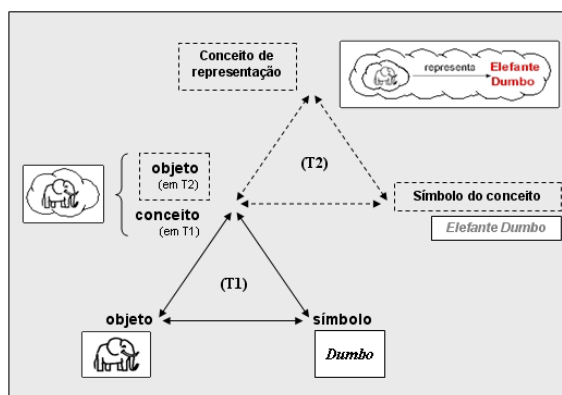 Conceito de
representação
representa
Elefante
Dumbo
(T2)
objeto
(em T2)
conceito
(em T1)
Símbolo do conceito
Elefante Dumbo
(T1)
objeto
símbolo
Dumbo